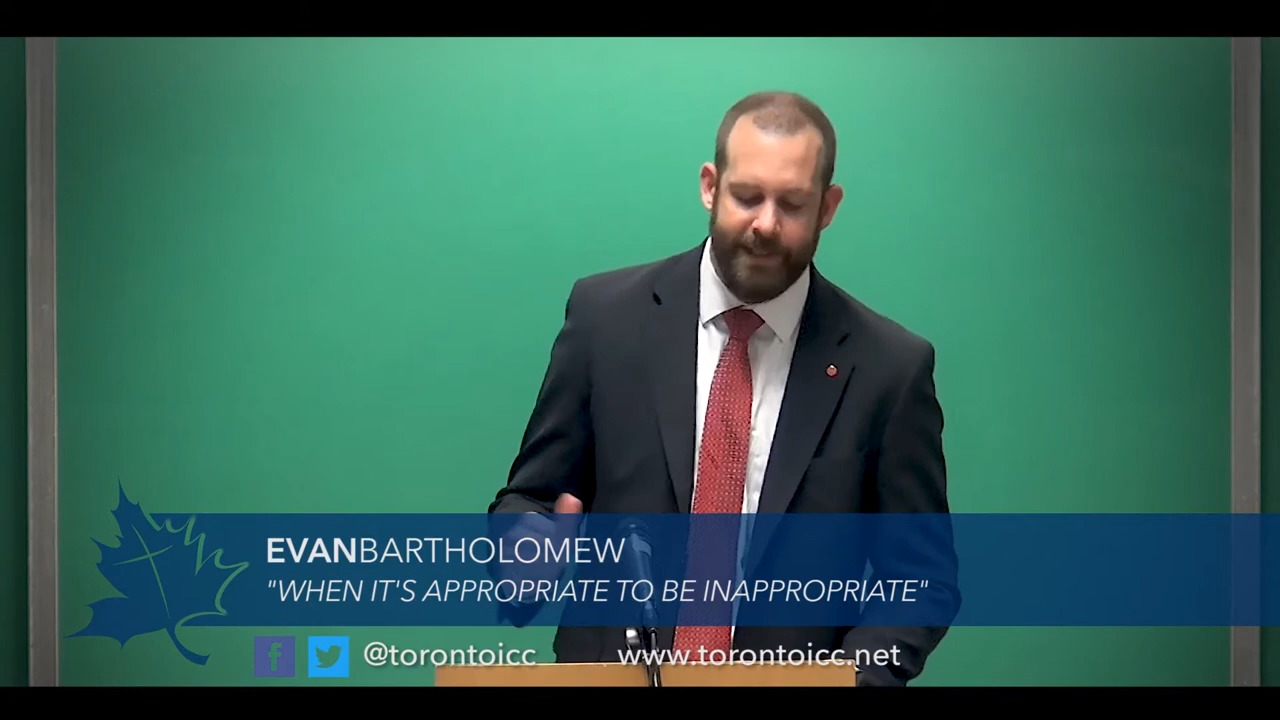 EVANBARTHOLOMEW
"WHEN IT'S APPROPRIATE TO BE INAPPROPRIATE"
f @torontoicc www.torontoicc.net